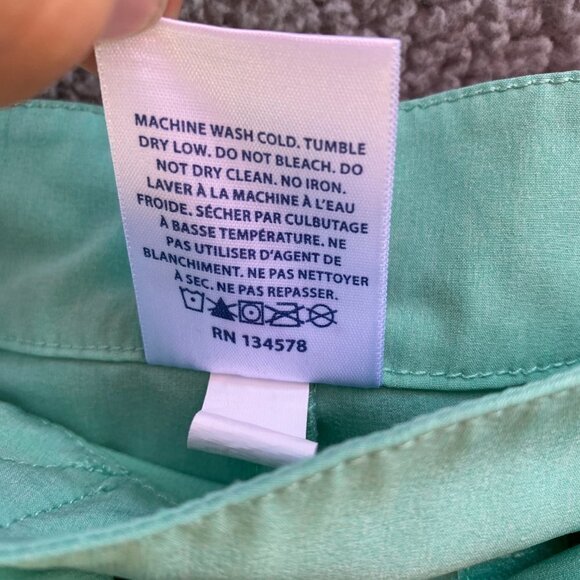 MACHINE WASH COLD. TUMBLE
DRY LOW. DO NOT BLEACH. DO
NOT DRY CLEAN. NO IRON.
LAVER À LA MACHINE À L'EAU
FROIDE. SÉCHER PAR CULBUTAGE
À BASSE TEMPÉRATURE. NE
PAS UTILISER D'AGENT DE
BLANCHIMENT. NE PAS NETTOYER
À SEC. NE PAS REPASSER.
RN 134578